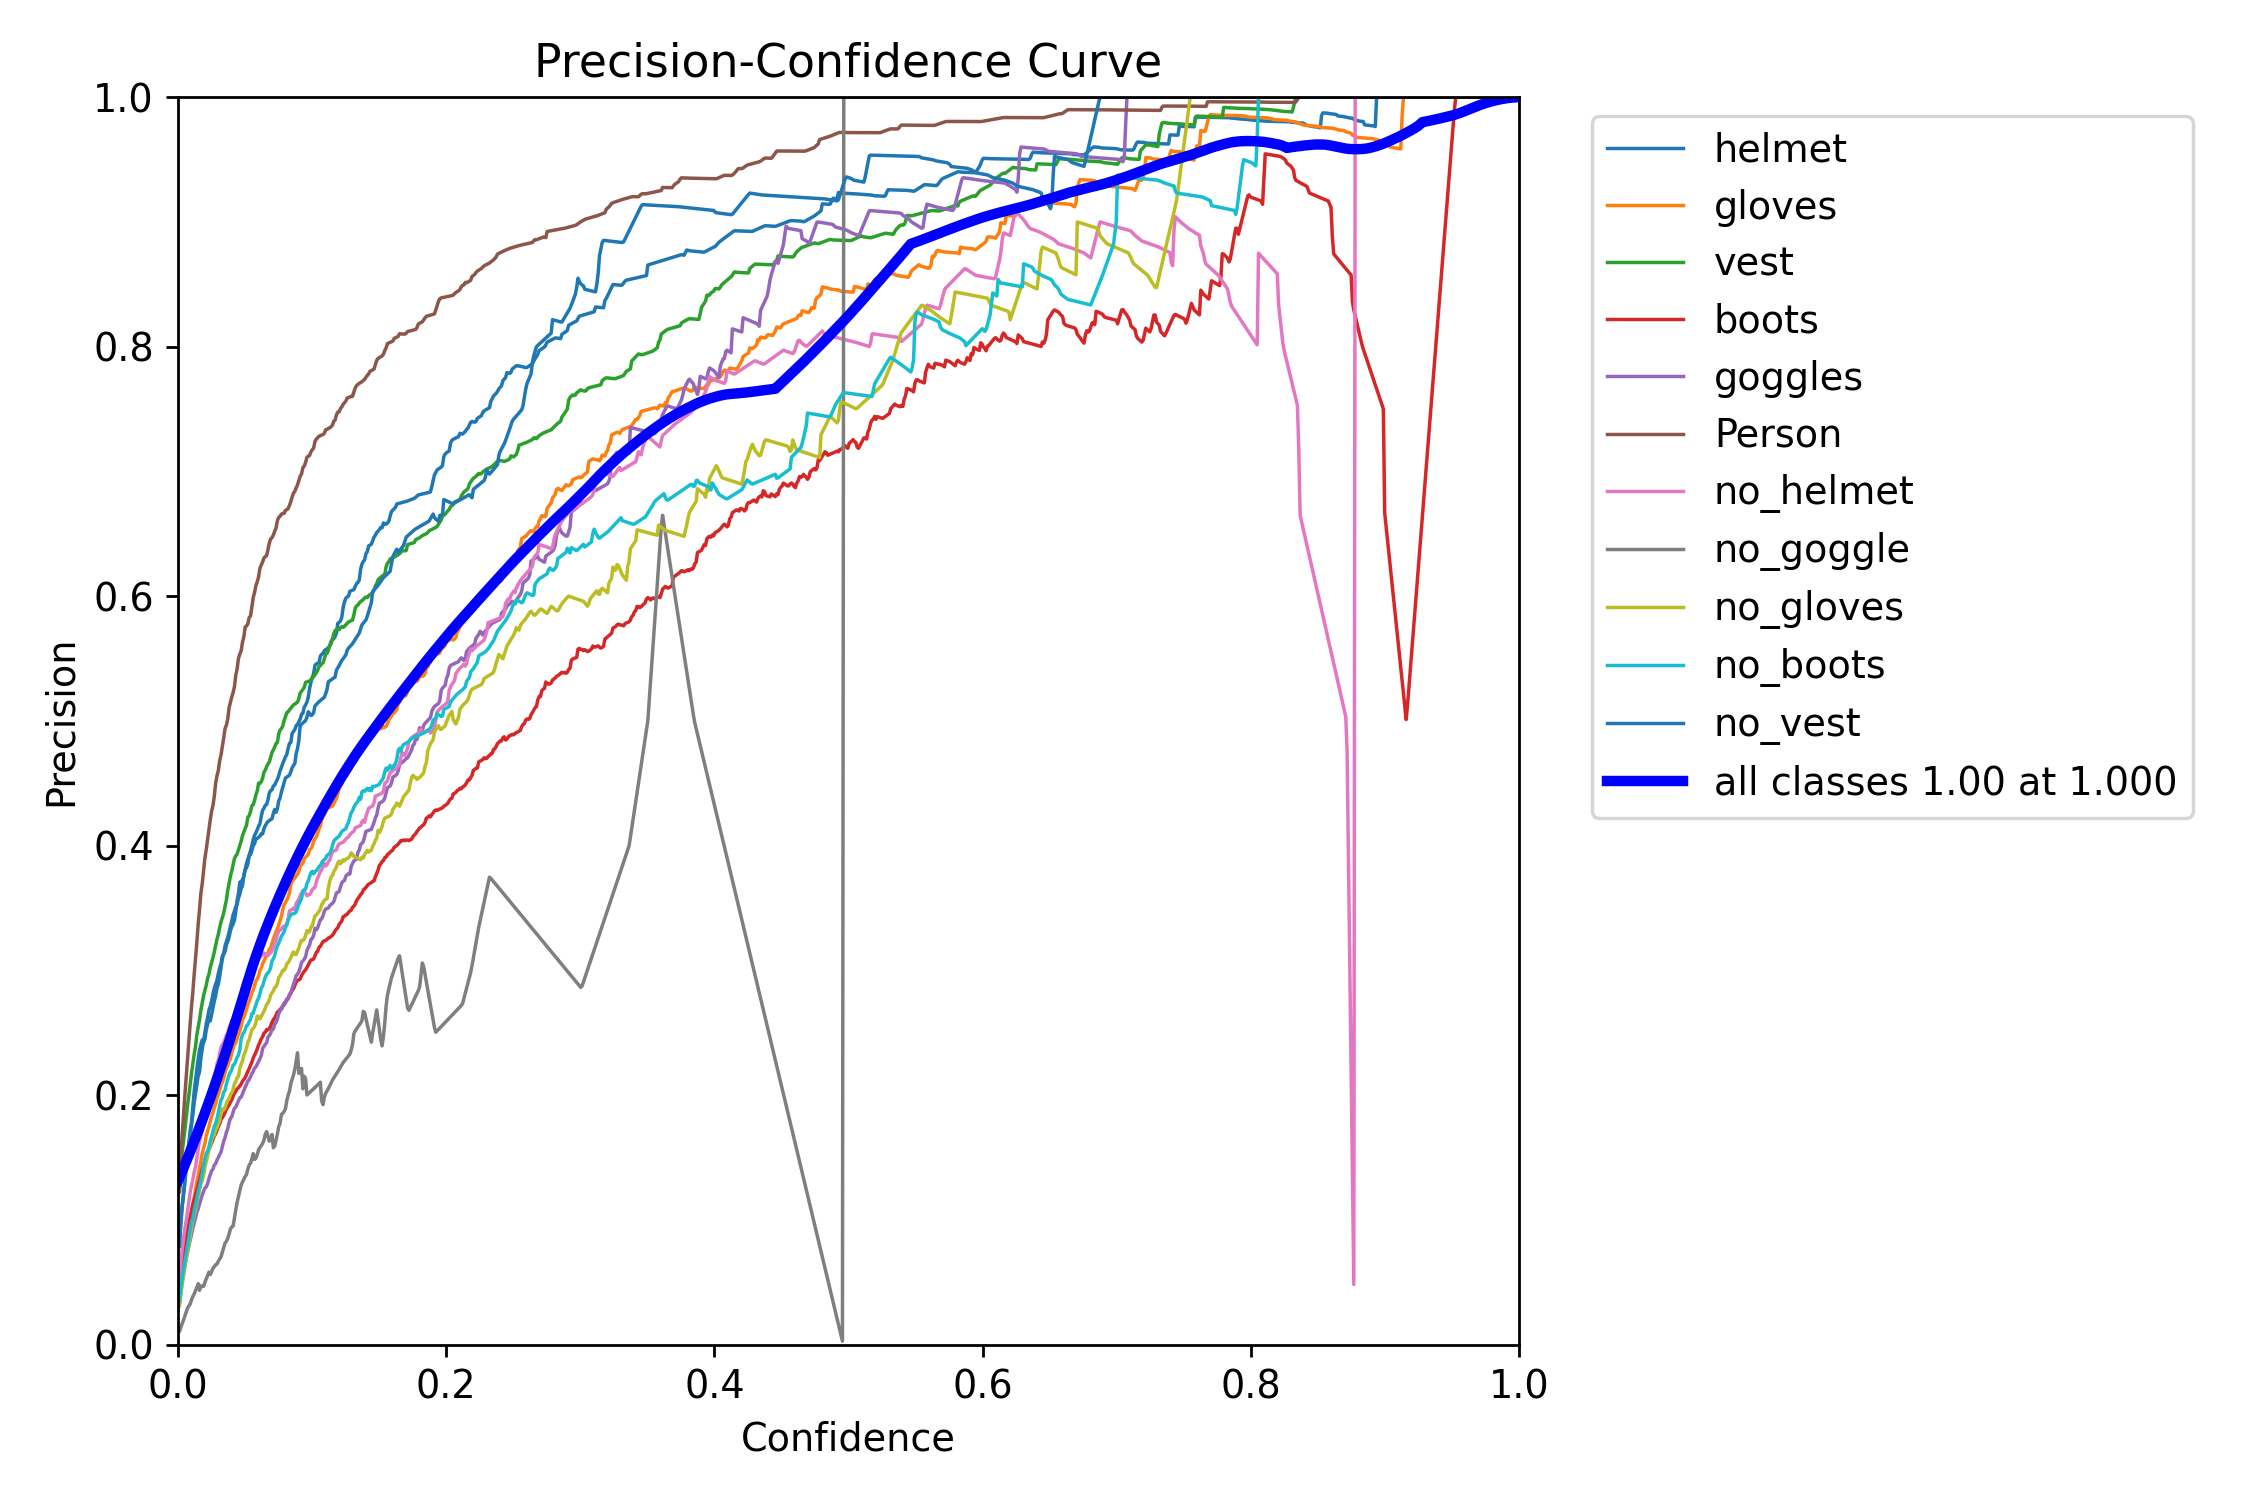 Precision-Confidence Curve
1.0
0.8
0.6
0.4
0.2
0.0
Precision
0.0 0.2 0.4 0.6 0.8 1.0
Confidence
helmet
gloves
vest
boots
goggles
Person
no_helmet
no_goggle
no_gloves
no_boots
no_vest
all classes 1.00 at 1.000